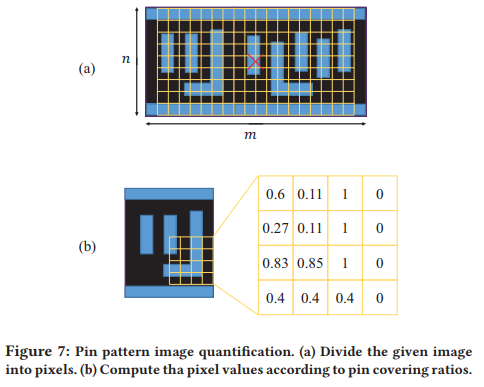 n
(a)
m
0.6 0.11 1 0
0.27 0.11 1 0
(b)
0.83 0.85 1 0
0.4 0.4 0.4 0
Figure 7: Pin pattern image quantification. (a) Divide the given image
into pixels. (b) Compute tha pixel values according to pin covering ratios.